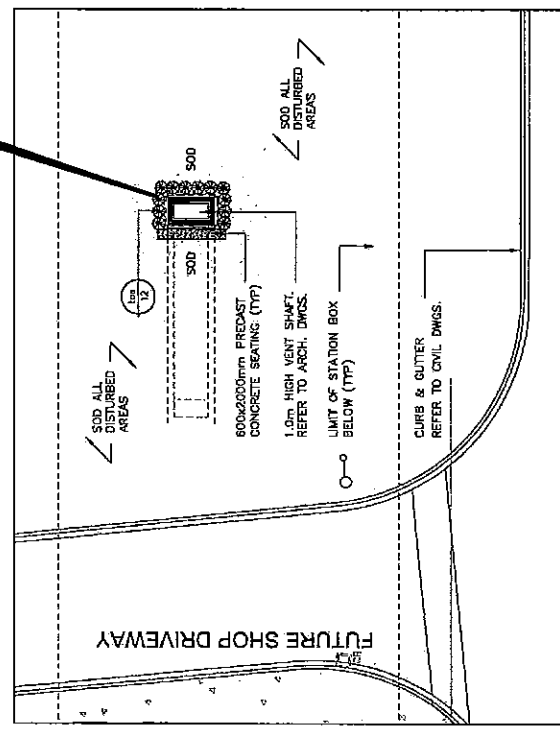 SOD ALL
DISTURBED
AREAS
12
SOD
SOD
SOD ALL
DISTURBED
AREAS
600x2000mm PRECAST
CONCRETE SEATING (TYP)
1.0m HIGH VENT SHAFT.
REFER TO ARCH. DWGS.
LIMIT OF STATION BOX
BELOW (TYP)
CURB & GUTTER
REFER TO CIVIL DWGS.
FUTURE SHOP DRIVEWAY